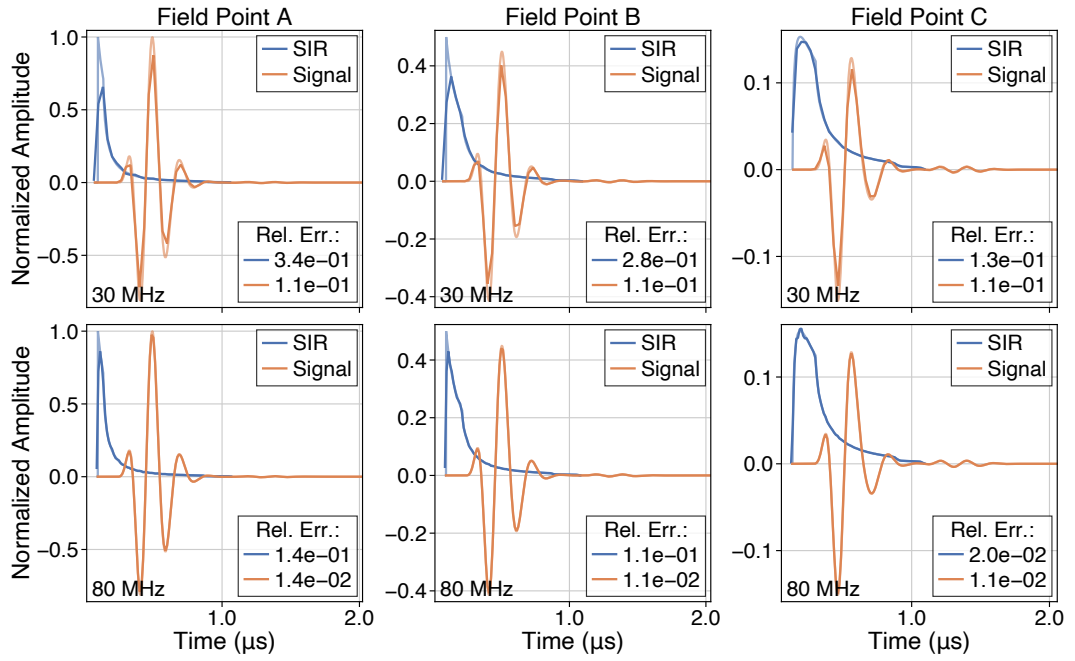 Field Point A
Field Point B
Field Point C
Normalized Amplitude
1.0
0.5
0.0
−0.5
SIR
Signal
Rel. Err.:
3.4e−01
1.1e−01
30 MHz
0.4
0.2
0.0
−0.2
−0.4
SIR
Signal
Rel. Err.:
2.8e−01
1.1e−01
30 MHz
0.1
0.0
−0.1
SIR
Signal
Rel. Err.:
1.3e−01
1.1e−01
30 MHz
Normalized Amplitude
1.0
0.5
0.0
−0.5
SIR
Signal
Rel. Err.:
1.4e−01
1.4e−02
80 MHz
1.0
2.0
Time (μs)
0.4
0.2
0.0
−0.2
−0.4
SIR
Signal
Rel. Err.:
1.1e−01
1.1e−02
80 MHz
1.0
2.0
Time (μs)
0.1
0.0
−0.1
SIR
Signal
Rel. Err.:
2.0e−02
1.1e−02
80 MHz
1.0
2.0
Time (μs)